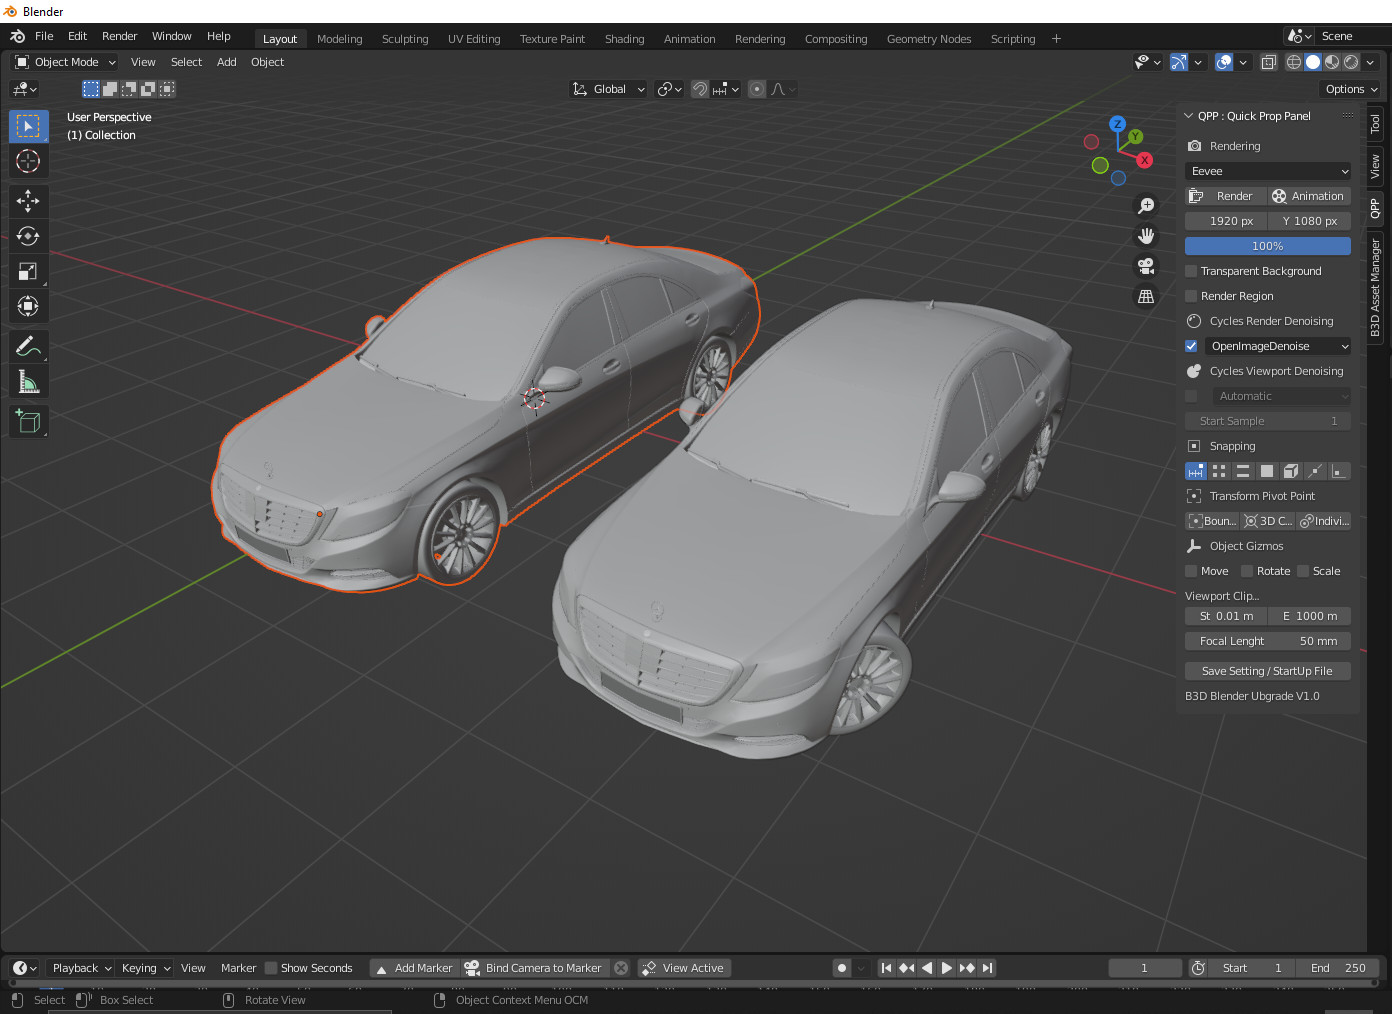 Blender
File Edit Render Window Help Layout Modeling Sculpting UV Editing Texture Paint Shading Animation Rendering Compositing Geometry Nodes Scripting + Scene
Object Mode View Select Add Object
Global Options
User Perspective
(1) Collection
Z
Y
X
QPP : Quick Prop Panel
Rendering
Eevee
Render Animation
1920 px Y 1080 px
100%
Transparent Background
Render Region
Cycles Render Denoising
OpenImageDenoise
Cycles Viewport Denoising
Automatic
Start Sample 1
Snapping
Transform Pivot Point
Boun... 3D C... Indivi...
Object Gizmos
Move Rotate Scale
Viewport Clip...
St 0.01 m E 1000 m
Focal Lenght 50 mm
Save Setting / StartUp File
B3D Blender Ubgrade V1.0
Tool
View
QPP
B3D Asset Manager
Playback Keying View Marker Show Seconds Add Marker Bind Camera to Marker View Active 1 Start 1 End 250
Select Box Select Rotate View Object Context Menu OCM